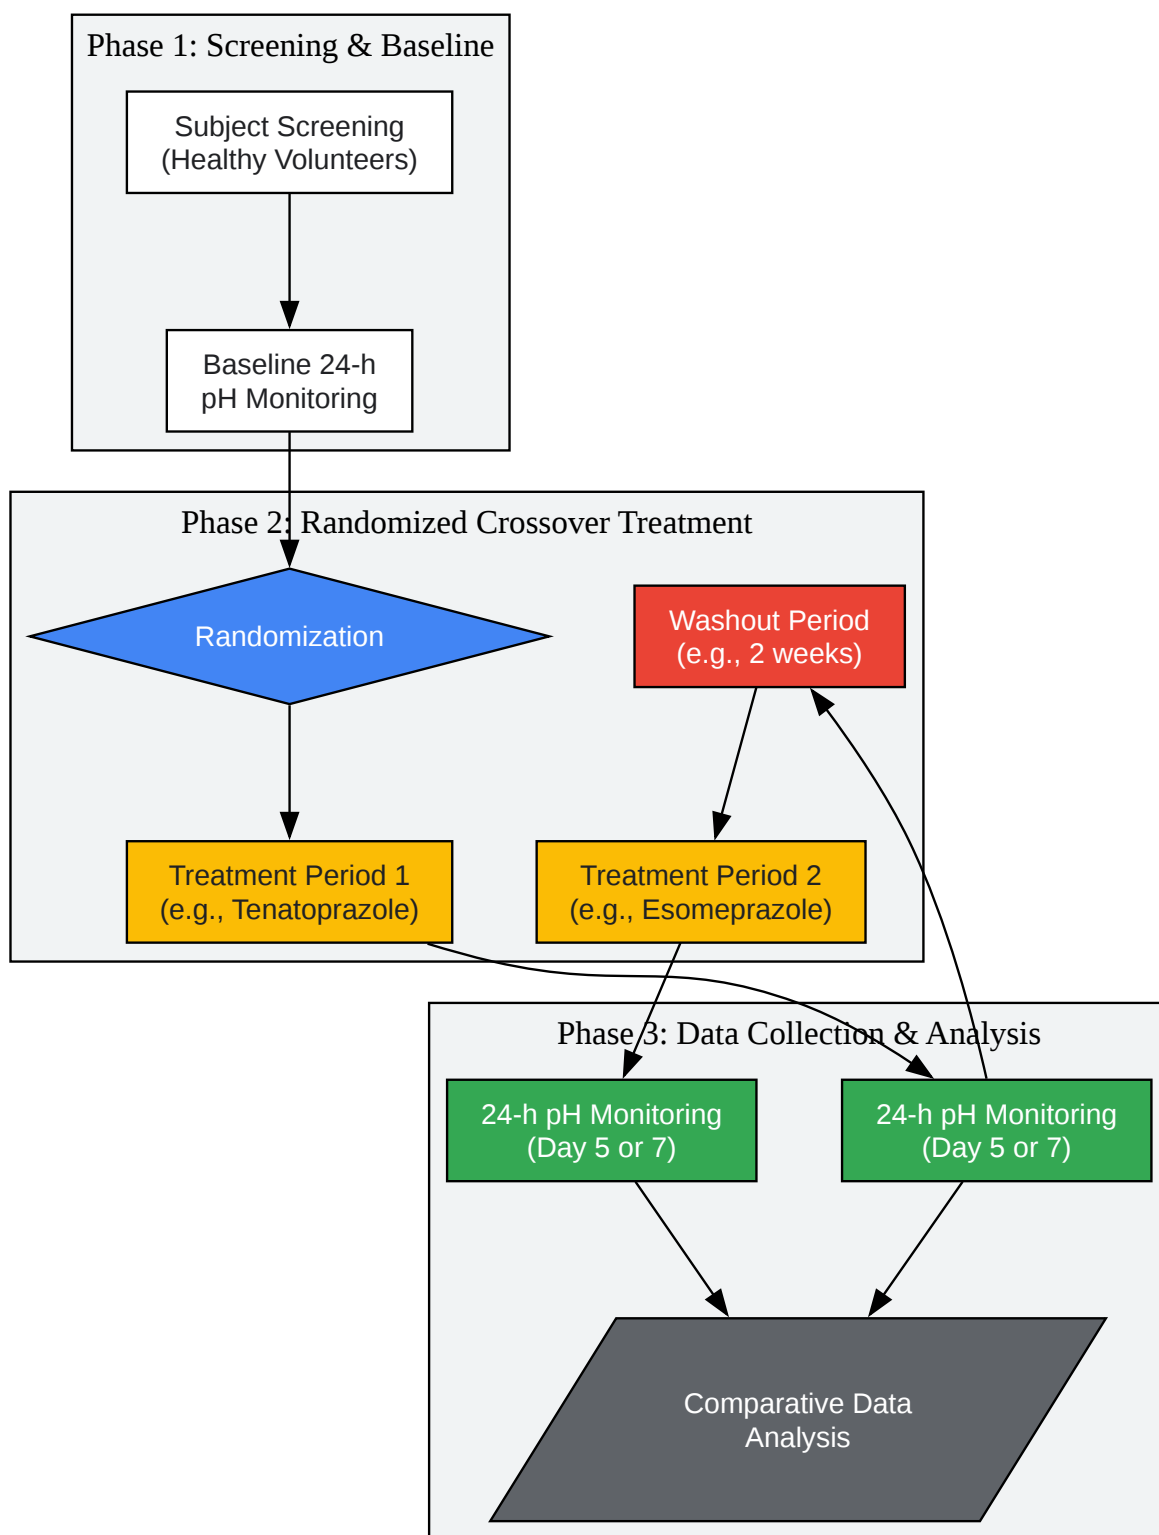 Phase 1: Screening & Baseline
Subject Screening
(Healthy Volunteers)
Baseline 24-h
pH Monitoring
Phase 2: Randomized Crossover Treatment
Randomization
Washout Period
(e.g., 2 weeks)
Treatment Period 1
(e.g., Tenatoprazole)
Treatment Period 2
(e.g., Esomeprazole)
Phase 3: Data Collection & Analysis
24-h pH Monitoring
(Day 5 or 7)
24-h pH Monitoring
(Day 5 or 7)
Comparative Data
Analysis